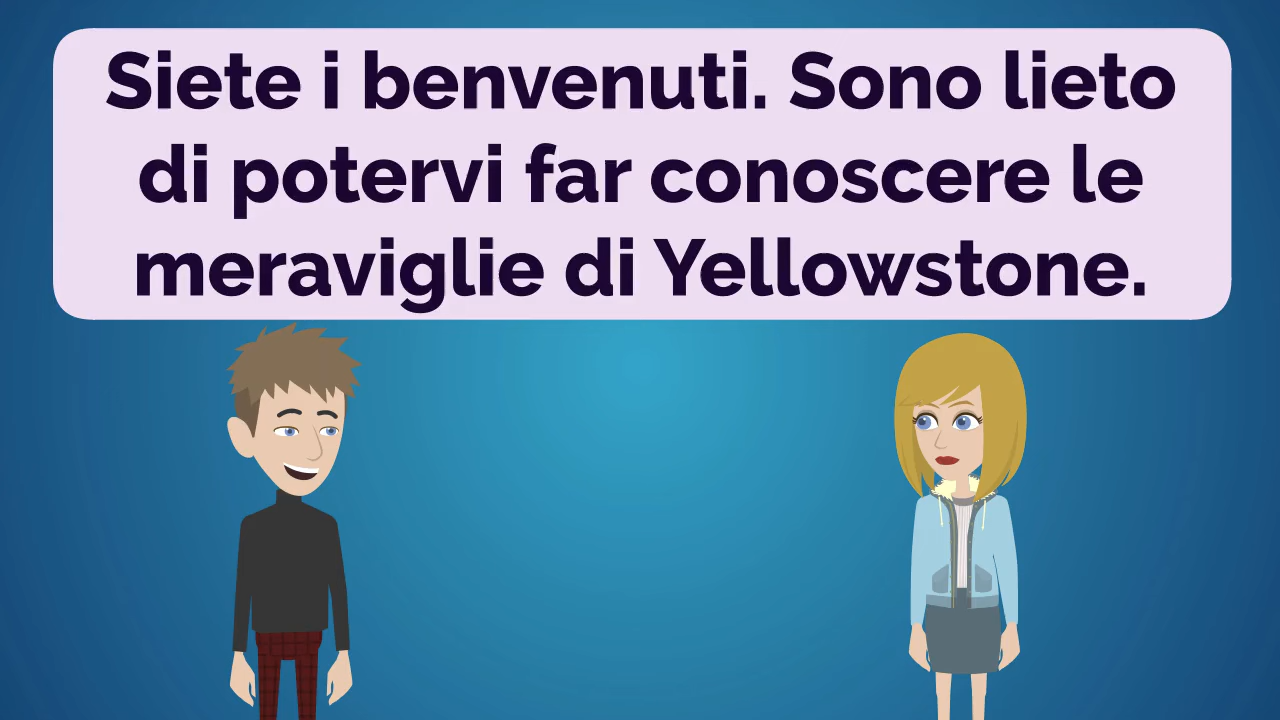 Siete i benvenuti. Sono lieto
di potervi far conoscere le
meraviglie di Yellowstone.